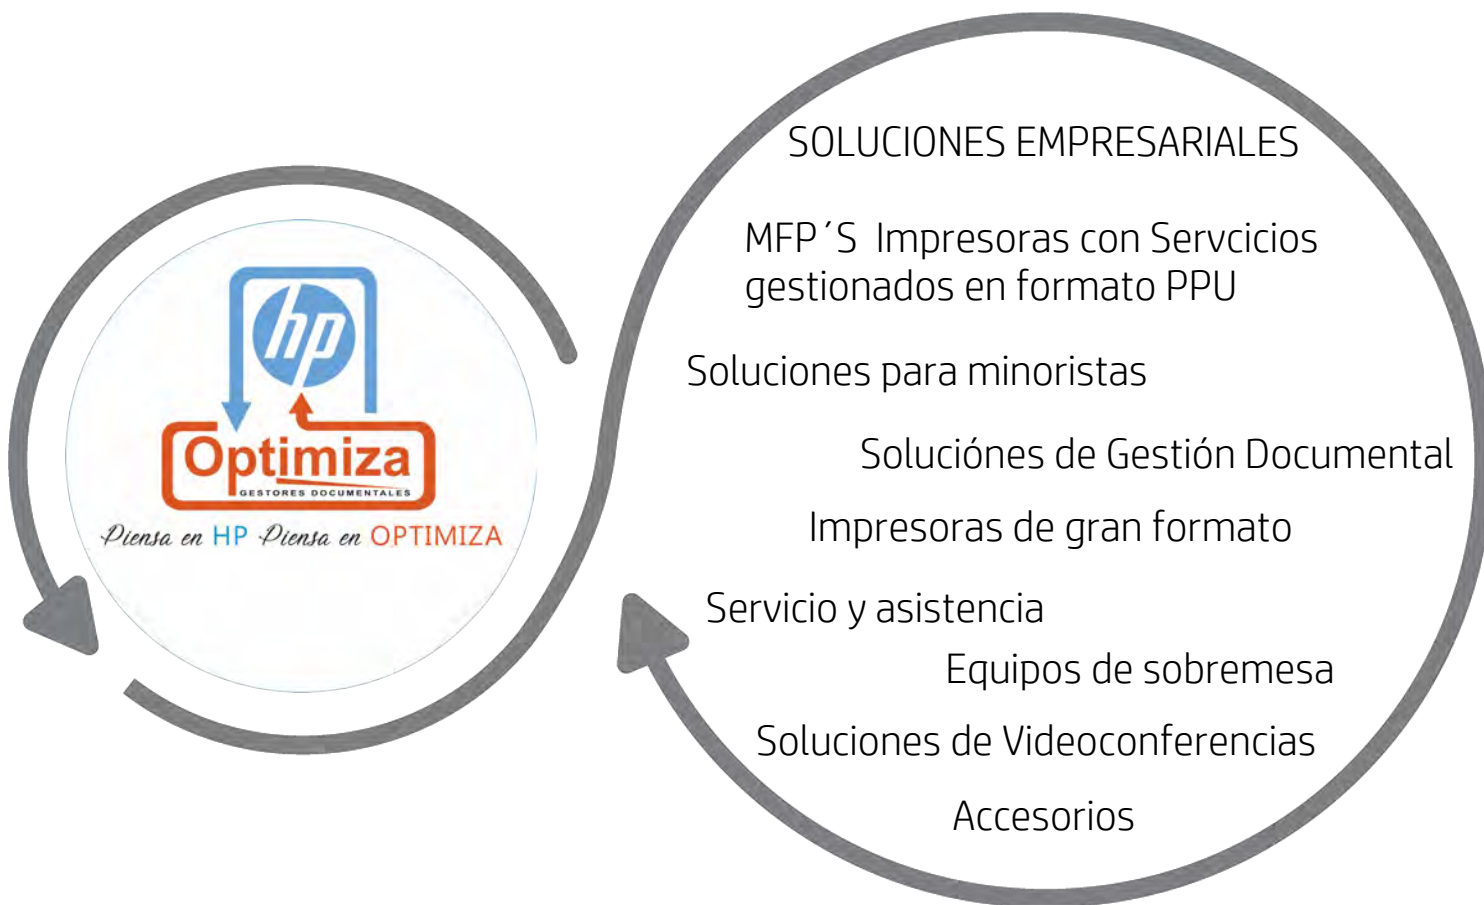 hp
Optimiza
GESTORES DOCUMENTALES
Piensa en HP Piensa en OPTIMIZA
SOLUCIONES EMPRESARIALES
MFP´S Impresoras con Servcicios
gestionados en formato PPU
Soluciones para minoristas
Soluciónes de Gestión Documental
Impresoras de gran formato
Servicio y asistencia
Equipos de sobremesa
Soluciones de Videoconferencias
Accesorios